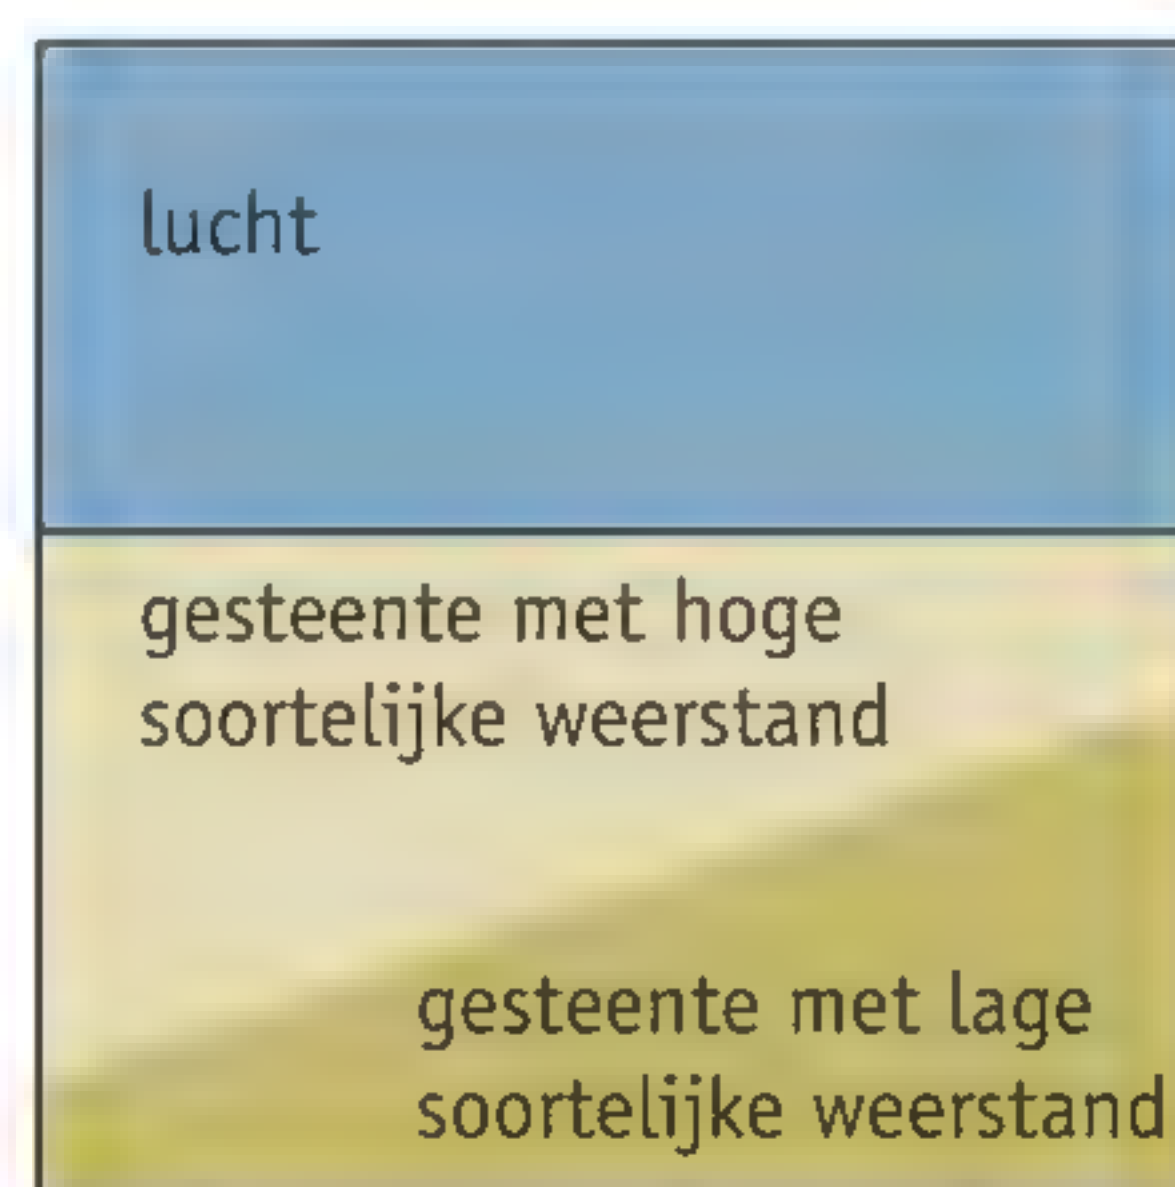 lucht
gesteente met hoge
soortelijke weerstand
gesteente met lage
soortelijke weerstand